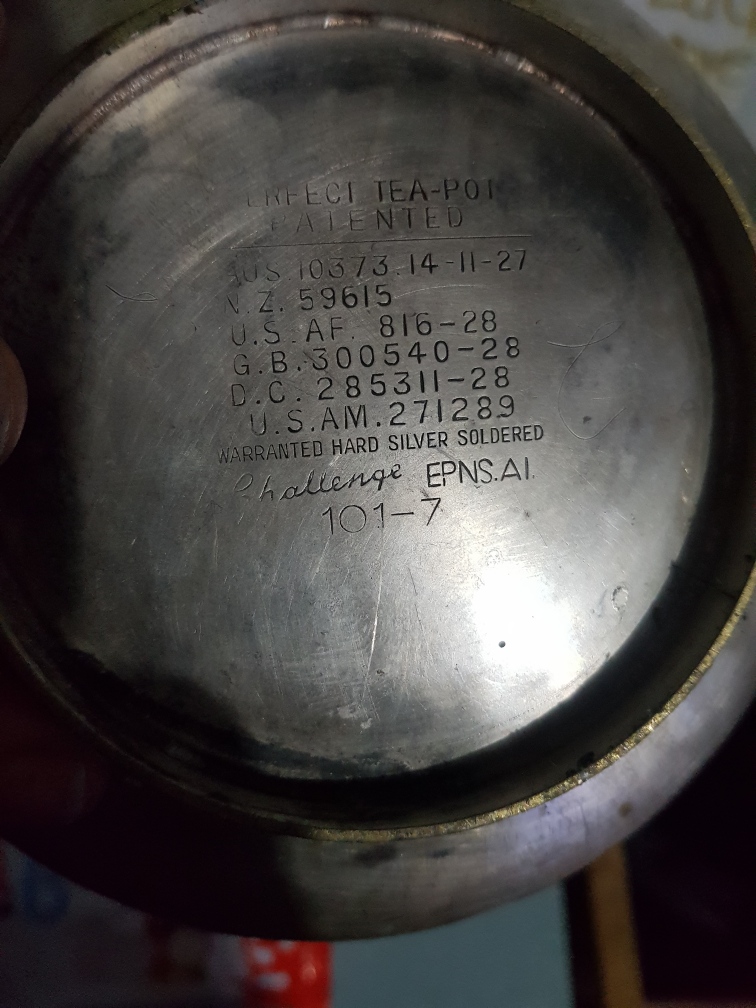 TEA-POT
PATENTED
AUS. 10373.14-11-27
N.Z. 59615
U.S.AF. 816-28
G.B.300540-28
D.C. 285311-28
U.S.AM.271289
WARRANTED HARD SILVER SOLDERED
Challenge EPNS.A1.
101-7